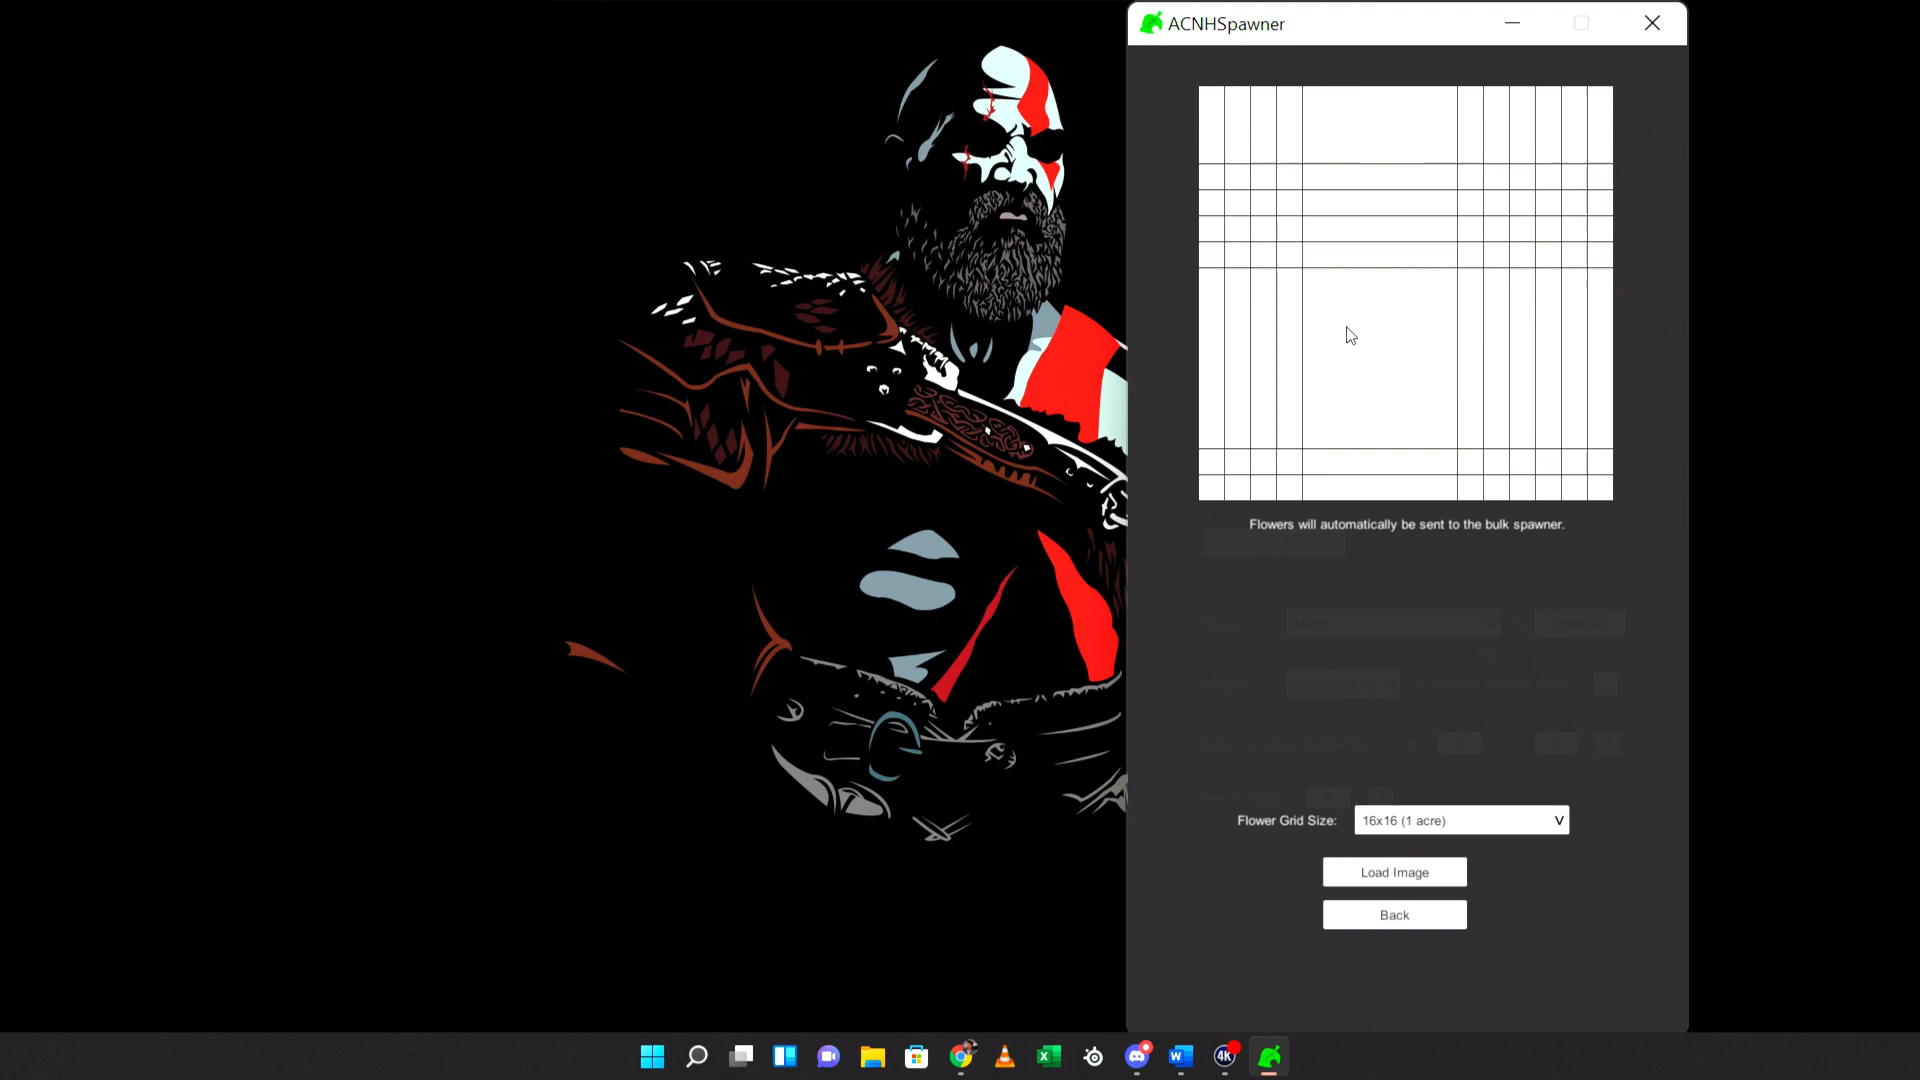 ACNHSpawner
Flowers will automatically be sent to the bulk spawner.
Flower Grid Size: 16x16 (1 acre) V
Load Image
Back
4K